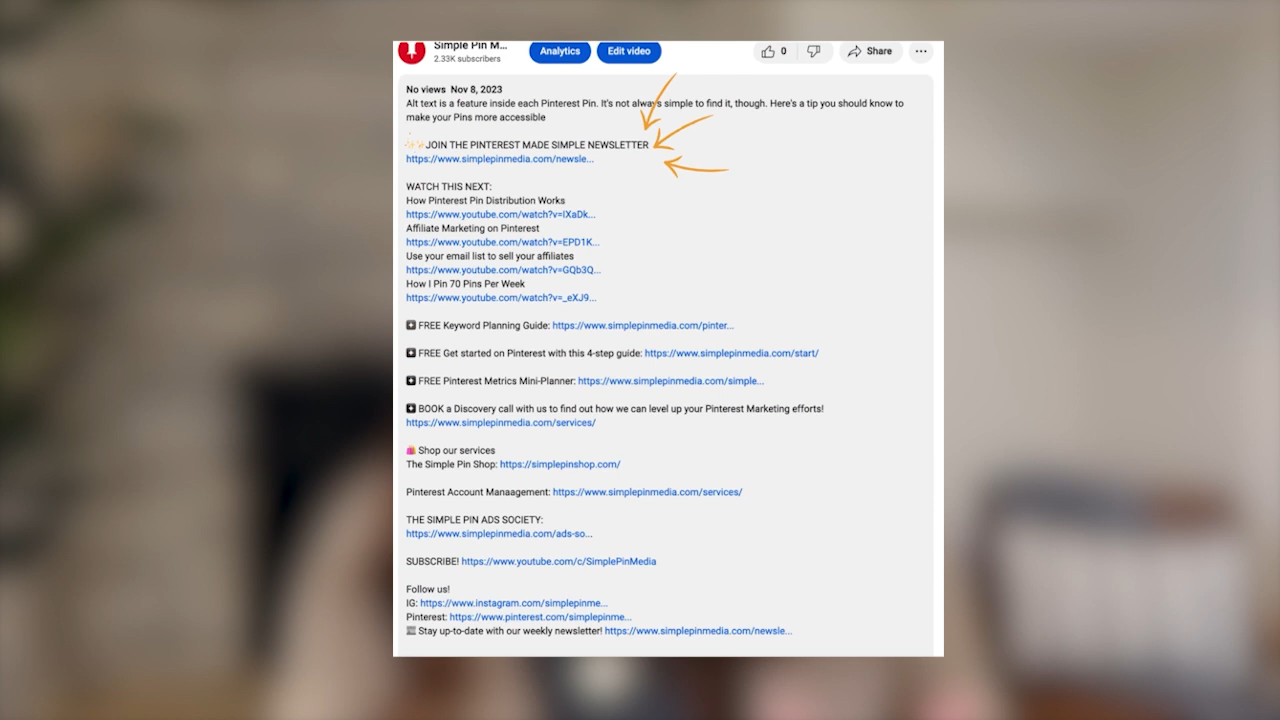 Simple Pin M...
2.33K subscribers
Analytics
Edit video
0
Share
No views Nov 8, 2023
Alt text is a feature inside each Pinterest Pin. It's not always simple to find it, though. Here's a tip you should know to
make your Pins more accessible
✨✨JOIN THE PINTEREST MADE SIMPLE NEWSLETTER
https://www.simplepinmedia.com/newsle...
WATCH THIS NEXT:
How Pinterest Pin Distribution Works
https://www.youtube.com/watch?v=IXaDk...
Affiliate Marketing on Pinterest
https://www.youtube.com/watch?v=EPD1K...
Use your email list to sell your affiliates
https://www.youtube.com/watch?v=GQb3Q...
How I Pin 70 Pins Per Week
https://www.youtube.com/watch?v=_eXJ9...
FREE Keyword Planning Guide: https://www.simplepinmedia.com/pinter...
FREE Get started on Pinterest with this 4-step guide: https://www.simplepinmedia.com/start/
FREE Pinterest Metrics Mini-Planner: https://www.simplepinmedia.com/simple...
BOOK a Discovery call with us to find out how we can level up your Pinterest Marketing efforts!
https://www.simplepinmedia.com/services/
🛍️ Shop our services
The Simple Pin Shop: https://simplepinshop.com/
Pinterest Account Manaagement: https://www.simplepinmedia.com/services/
THE SIMPLE PIN ADS SOCIETY:
https://www.simplepinmedia.com/ads-so...
SUBSCRIBE! https://www.youtube.com/c/SimplePinMedia
Follow us!
IG: https://www.instagram.com/simplepinme...
Pinterest: https://www.pinterest.com/simplepinme...
📰 Stay up-to-date with our weekly newsletter! https://www.simplepinmedia.com/newsle...